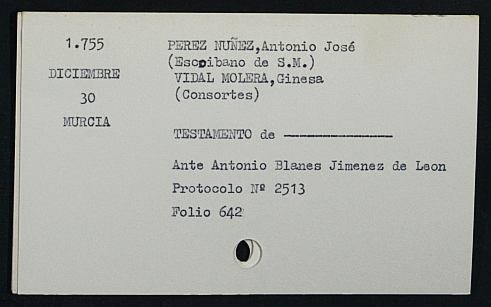 1.755
DICIEMBRE
30
MURCIA
PEREZ NUÑEZ,Antonio José
(Escribano de S.M.)
VIDAL MOLERA,Ginesa
(Consortes)
TESTAMENTO de ----------------
Ante Antonio Blanes Jimenez de Leon
Protocolo Nº 2513
Folio 642